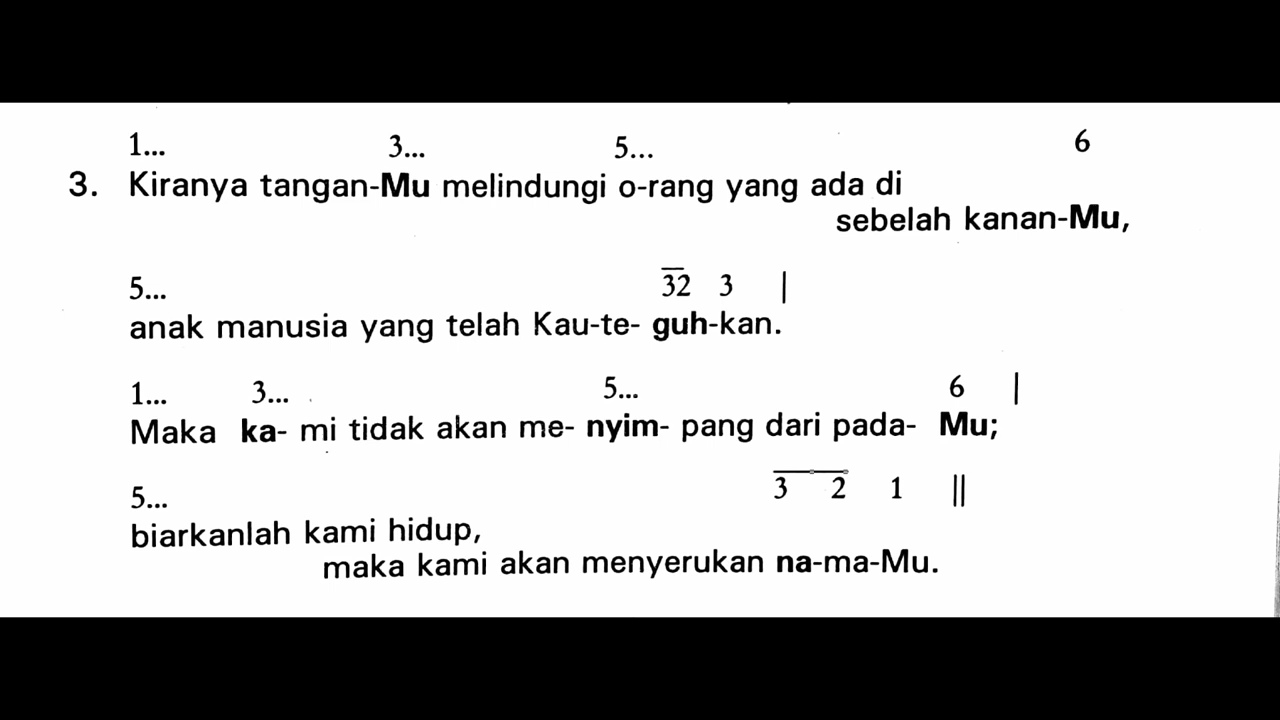 1... 3... 5... 6
3. Kiranya tangan-Mu melindungi o-rang yang ada di
sebelah kanan-Mu,
5... 32 3 |
anak manusia yang telah Kau-te- guh-kan.
1... 3... 5... 6 |
Maka ka- mi tidak akan me- nyim- pang dari pada- Mu;
5... 3 2 1 ||
biarkanlah kami hidup,
maka kami akan menyerukan na-ma-Mu.